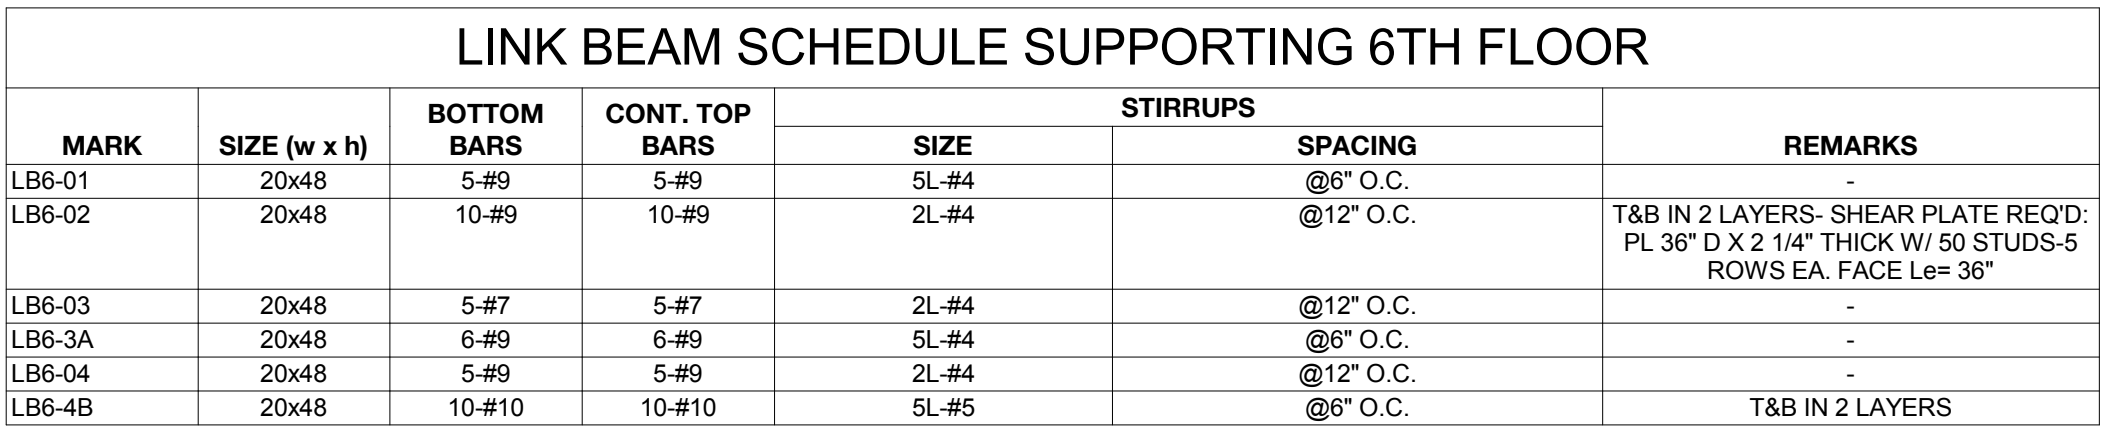 LINK BEAM SCHEDULE SUPPORTING 6TH FLOOR
MARK SIZE (w x h) BOTTOM BARS CONT. TOP BARS STIRRUPS REMARKS
SIZE SPACING
LB6-01 20x48 5-#9 5-#9 5L-#4 @6" O.C. -
LB6-02 20x48 10-#9 10-#9 2L-#4 @12" O.C. T&B IN 2 LAYERS- SHEAR PLATE REQ'D:
PL 36" D X 2 1/4" THICK W/ 50 STUDS-5
ROWS EA. FACE Le= 36"
LB6-03 20x48 5-#7 5-#7 2L-#4 @12" O.C. -
LB6-3A 20x48 6-#9 6-#9 5L-#4 @6" O.C. -
LB6-04 20x48 5-#9 5-#9 2L-#4 @12" O.C. -
LB6-4B 20x48 10-#10 10-#10 5L-#5 @6" O.C. T&B IN 2 LAYERS